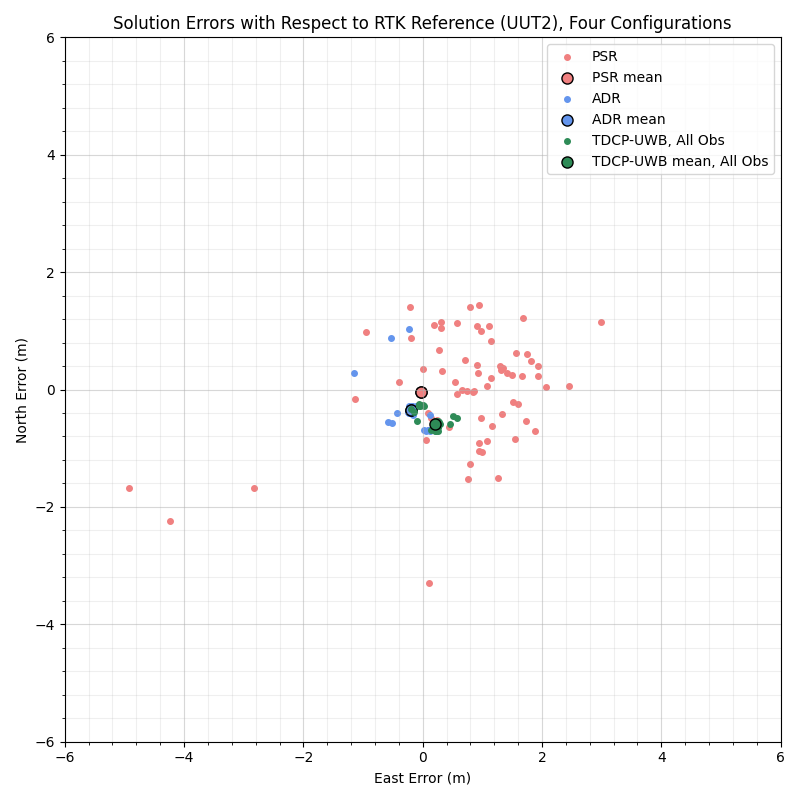 Solution Errors with Respect to RTK Reference (UUT2), Four Configurations
PSR
PSR mean
ADR
ADR mean
TDCP-UWB, All Obs
TDCP-UWB mean, All Obs
North Error (m)
6
4
2
0
−2
−4
−6
−6
−4
−2
0
2
4
6
East Error (m)